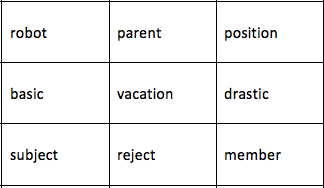 robot parent position
basic vacation drastic
subject reject member